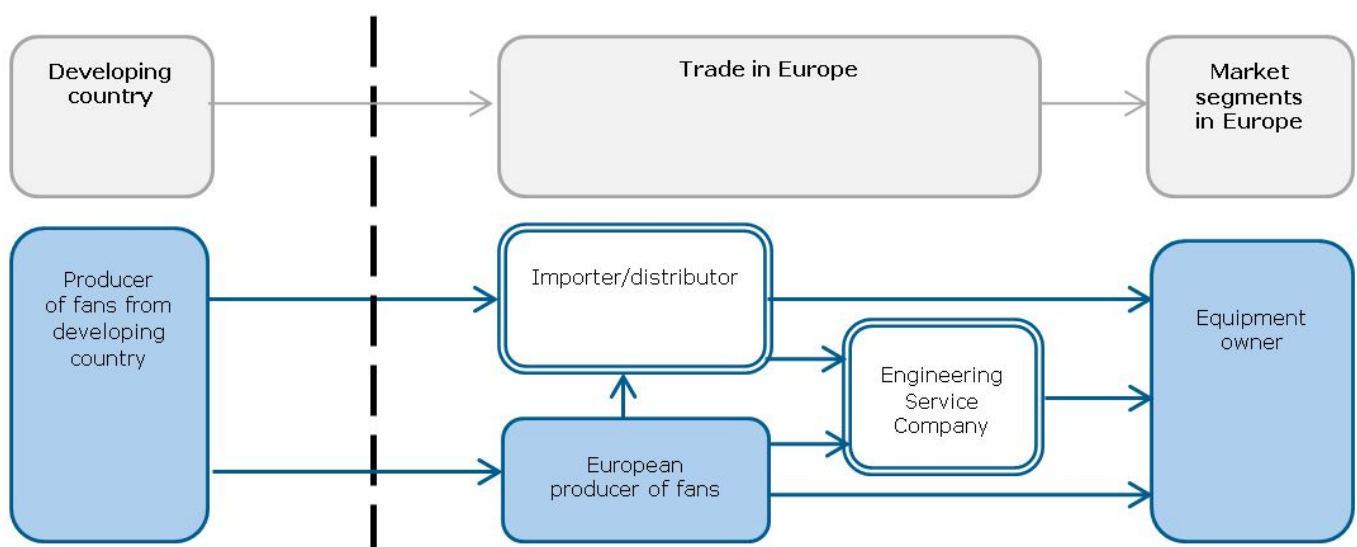 Developing
country
Trade in Europe
Market
segments
in Europe
Producer
of fans from
developing
country
Importer/distributor
Engineering
Service
Company
European
producer of fans
Equipment
owner